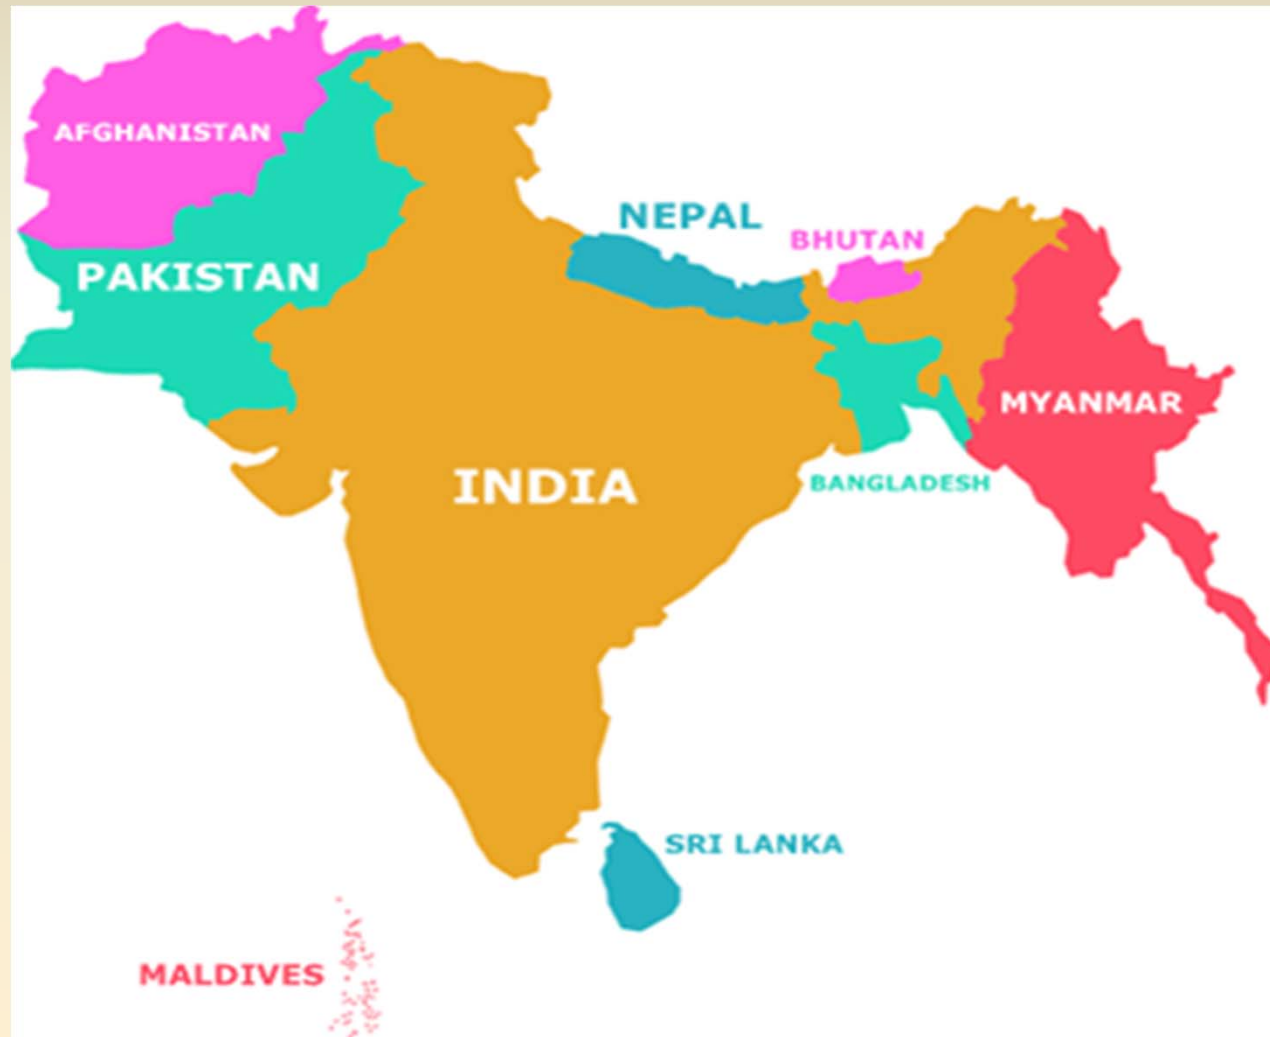 AFGHANISTAN
NEPAL
BHUTAN
PAKISTAN
MYANMAR
INDIA
BANGLADESH
SRI LANKA
MALDIVES